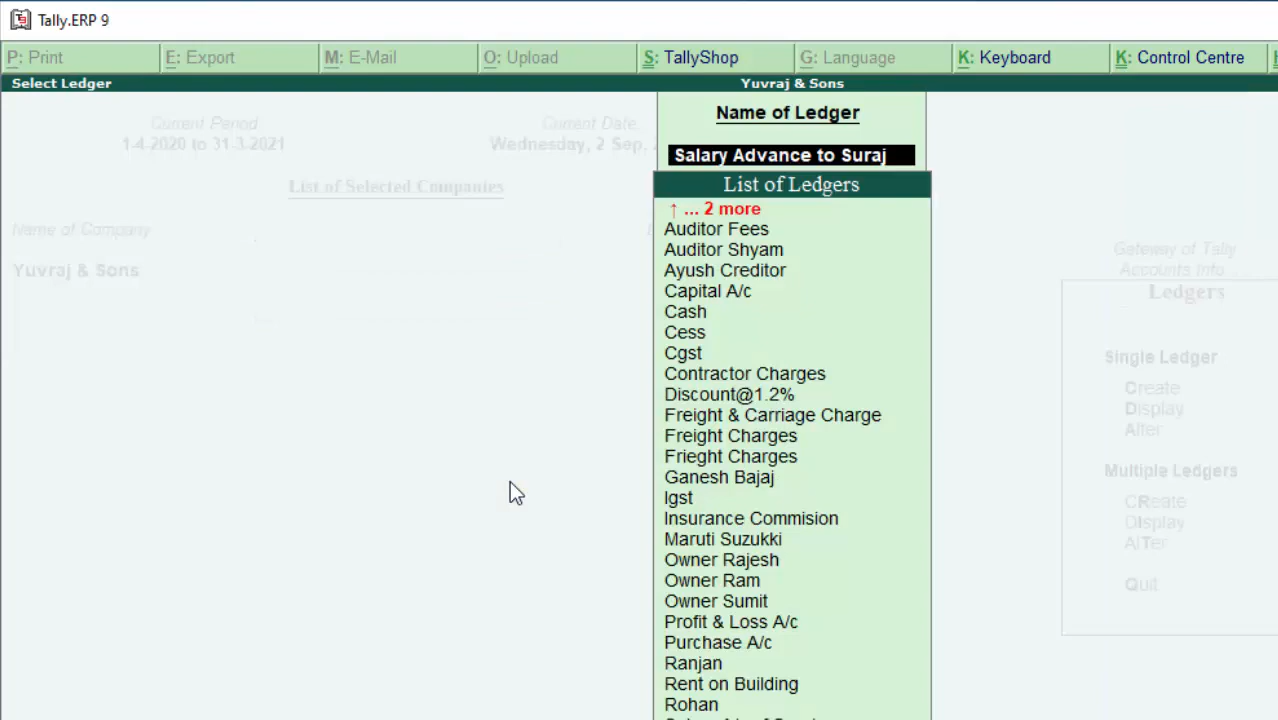 Tally.ERP 9
P: Print E: Export M: E-Mail O: Upload S: TallyShop G: Language K: Keyboard K: Control Centre
Select Ledger Yuvraj & Sons
Current Period Current Date
1-4-2020 to 31-3-2021 Wednesday, 2 Sep,
List of Selected Companies
Name of Company
Yuvraj & Sons
Name of Ledger
Salary Advance to Suraj
List of Ledgers
↑ ... 2 more
Auditor Fees
Auditor Shyam
Ayush Creditor
Capital A/c
Cash
Cess
Cgst
Contractor Charges
Discount@1.2%
Freight & Carriage Charge
Freight Charges
Frieght Charges
Ganesh Bajaj
Igst
Insurance Commision
Maruti Suzukki
Owner Rajesh
Owner Ram
Owner Sumit
Profit & Loss A/c
Purchase A/c
Ranjan
Rent on Building
Rohan
Gateway of Tally
Accounts Info....
Ledgers
Single Ledger
Create
Display
Alter
Multiple Ledgers
CReate
DIsplay
AlTer
Quit